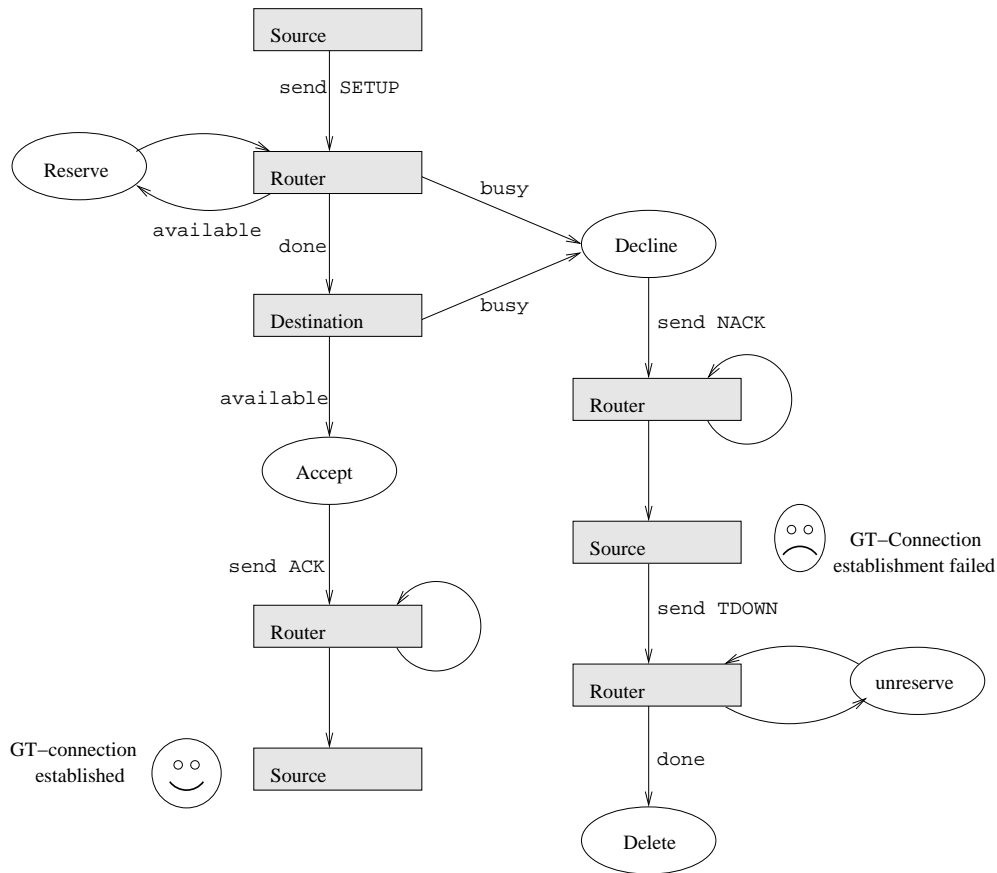 Source
send SETUP
Reserve
Router
busy
available
done
Decline
Destination
busy
send NACK
available
Router
Accept
Source
GT−Connection
establishment failed
send ACK
send TDOWN
Router
Router
unreserve
GT−connection
established
Source
done
Delete